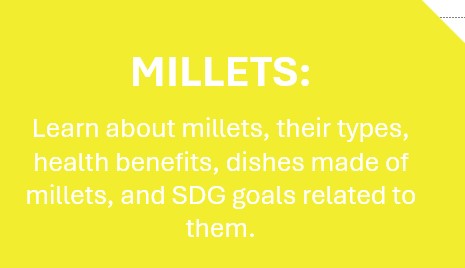 MILLETS:
Learn about millets, their types,
health benefits, dishes made of
millets, and SDG goals related to
them.